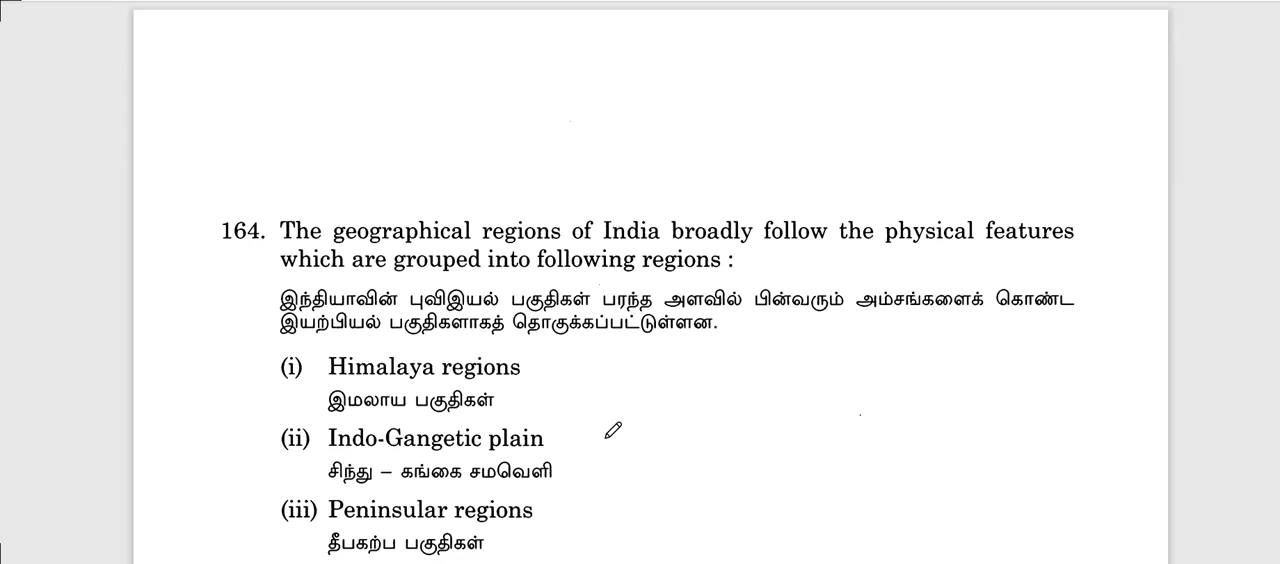 164. The geographical regions of India broadly follow the physical features
which are grouped into following regions :
இந்தியாவின் புவிஇயல் பகுதிகள் பரந்த அளவில் பின்வரும் அம்சங்களைக் கொண்ட
இயற்பியல் பகுதிகளாகத் தொகுக்கப்பட்டுள்ளன.
(i) Himalaya regions
இமலாய பகுதிகள்
(ii) Indo-Gangetic plain
சிந்து – கங்கை சமவெளி
(iii) Peninsular regions
தீபகற்ப பகுதிகள்